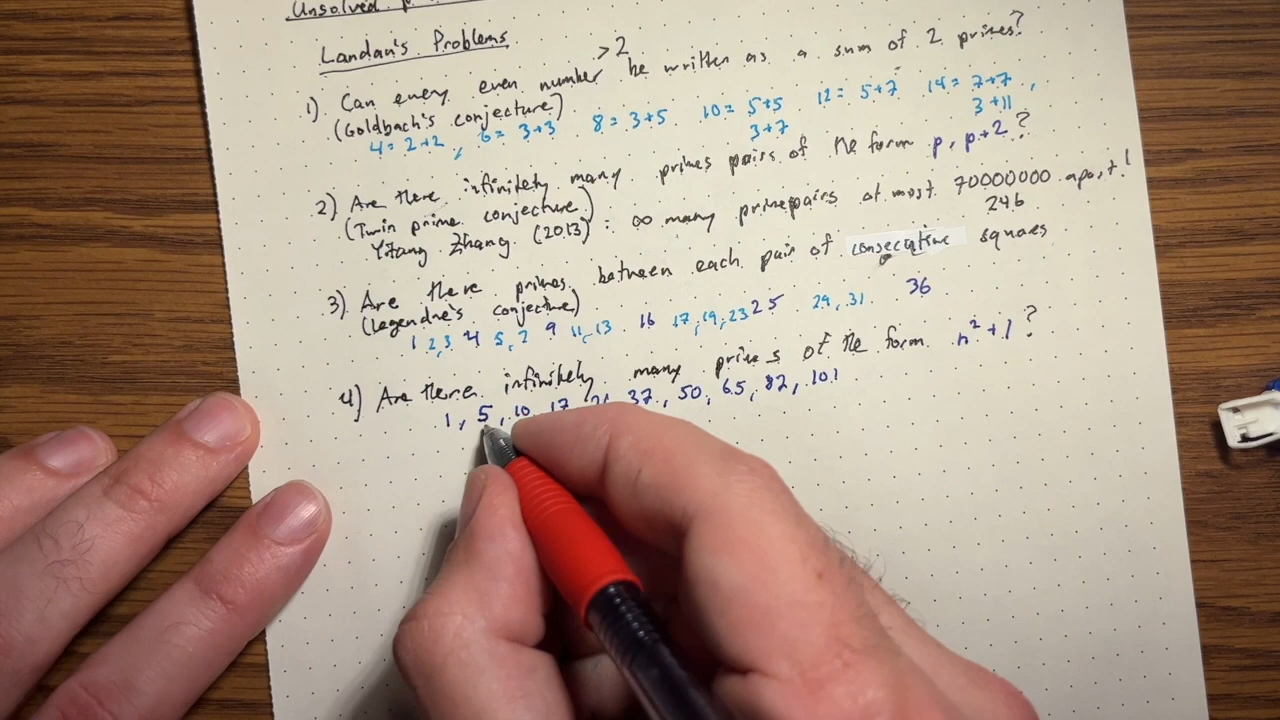 Unsolved
Landau's Problems
1) Can every even number >2 be written as a sum of 2 primes?
(Goldbach's conjecture)
4=2+2, 6=3+3 8=3+5 10=5+5 12=5+7 14=7+7,
3+7 3+11
2) Are there infinitely many primes pairs of the form p, p+2?
(Twin prime conjecture)
Yitang Zhang (2013): ∞ many prime pairs at most 70000000 apart!
246
3) Are there primes between each pair of consecutive squares
(Legendre's conjecture)
1 2,3 4 5,7 9 11,13 16 17,19,23 25 29,31 36
4) Are there infinitely many primes of the form n²+1?
1, 5, 10, 17 37, 50, 65, 82, 101